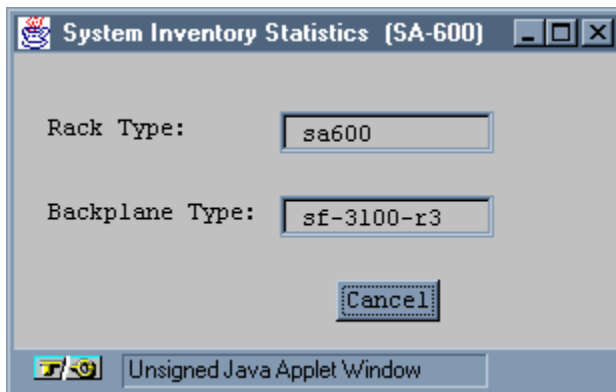 System Inventory Statistics (SA-600)
Rack Type: sa600
Backplane Type: sf-3100-r3
Cancel
Unsigned Java Applet Window